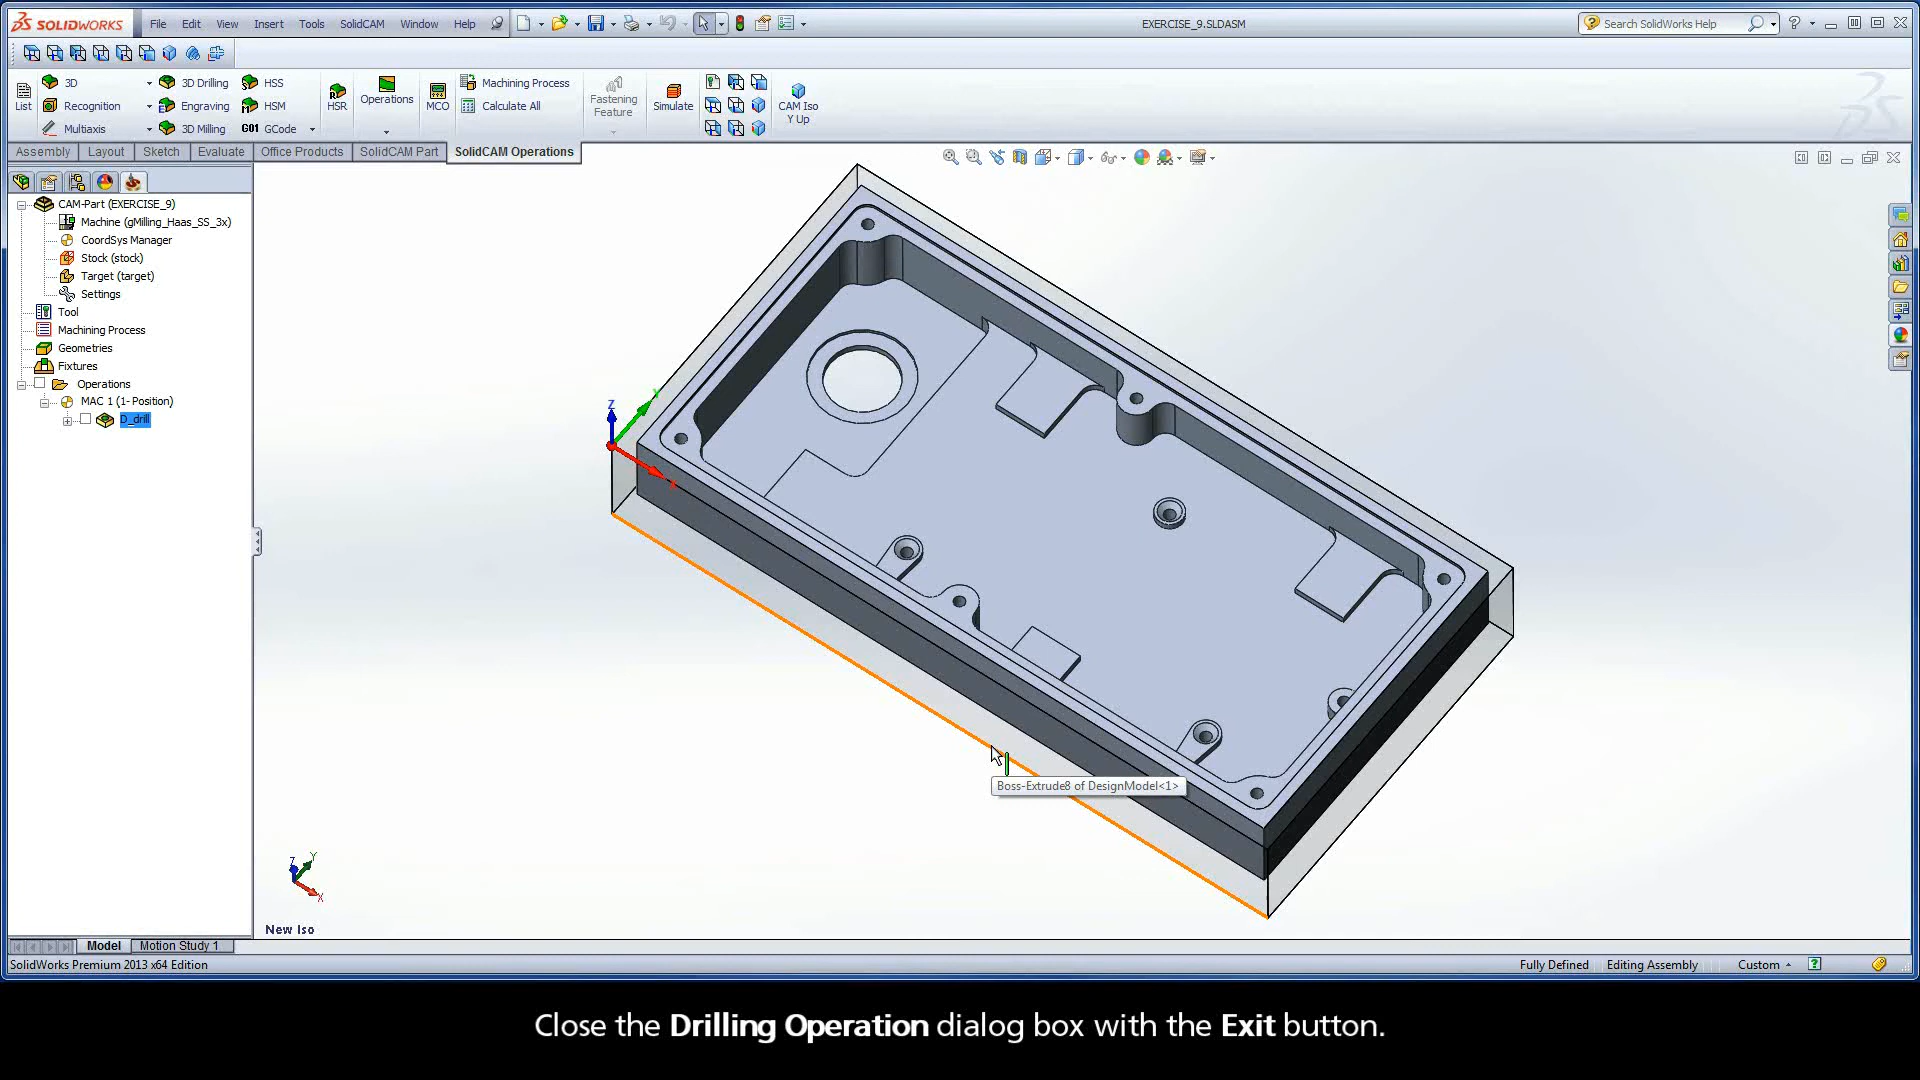 SOLIDWORKS File Edit View Insert Tools SolidCAM Window Help EXERCISE_9.SLDASM Search SolidWorks Help
List 3D 3D Drilling HSS HSR Operations MCO Machining Process Fastening Feature Simulate CAM Iso Y Up
Recognition Engraving HSM Calculate All
Multiaxis 3D Milling G01 GCode
Assembly Layout Sketch Evaluate Office Products SolidCAM Part SolidCAM Operations
CAM-Part (EXERCISE_9)
Machine (gMilling_Haas_SS_3x)
CoordSys Manager
Stock (stock)
Target (target)
Settings
Tool
Machining Process
Geometries
Fixtures
Operations
MAC 1 (1- Position)
D_drill
Z
Y
X
Boss-Extrude8 of DesignModel<1>
Z Y
X
New Iso
Model Motion Study 1
SolidWorks Premium 2013 x64 Edition Fully Defined Editing Assembly Custom
Close the Drilling Operation dialog box with the Exit button.